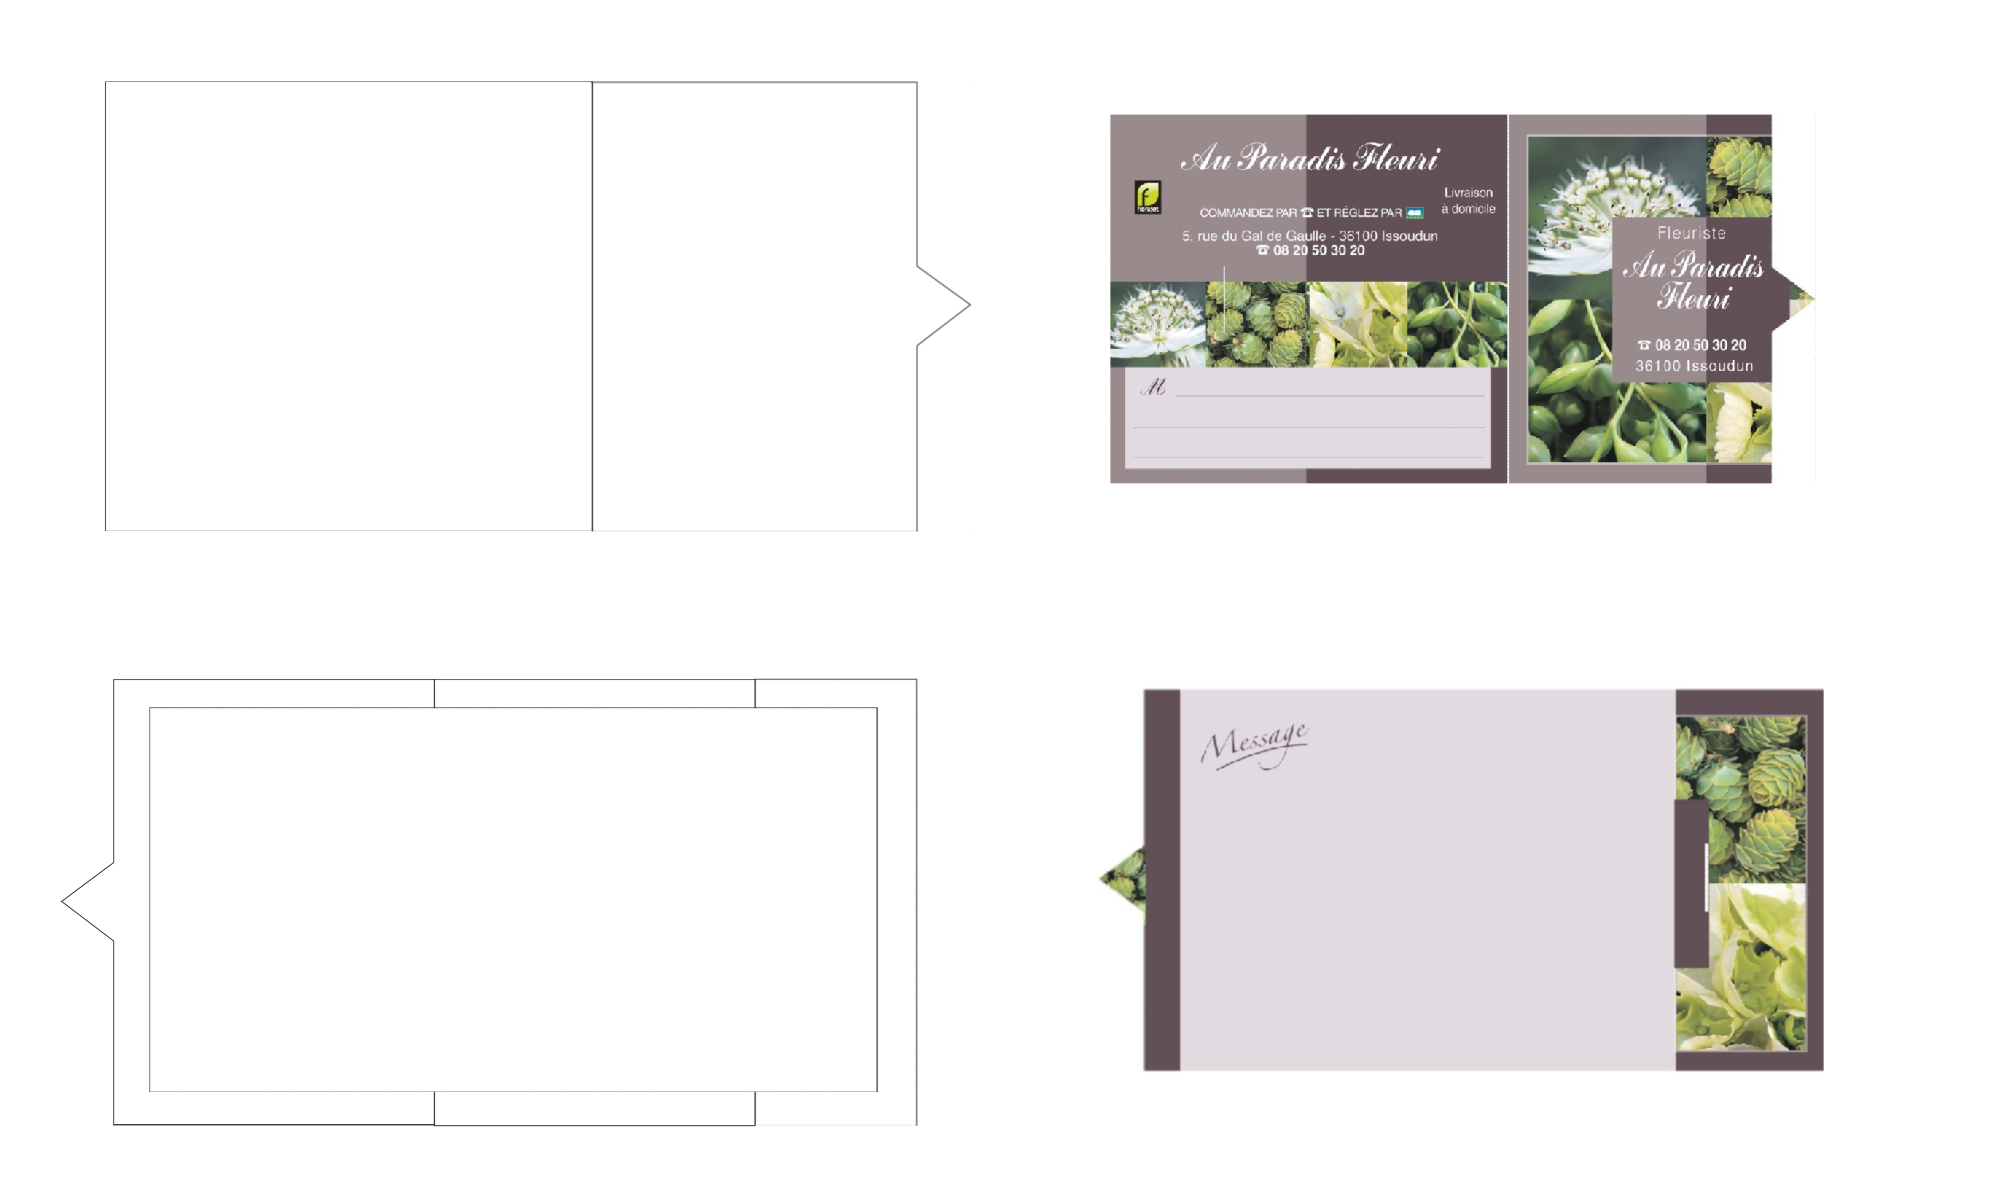 Au Paradis Fleuri
Livraison
à domicile
COMMANDEZ PAR ☎ ET RÉGLEZ PAR
5, rue du Gal de Gaulle - 36100 Issoudun
☎ 08 20 50 30 20
M
Fleuriste
Au Paradis
Fleuri
☎ 08 20 50 30 20
36100 Issoudun
Message